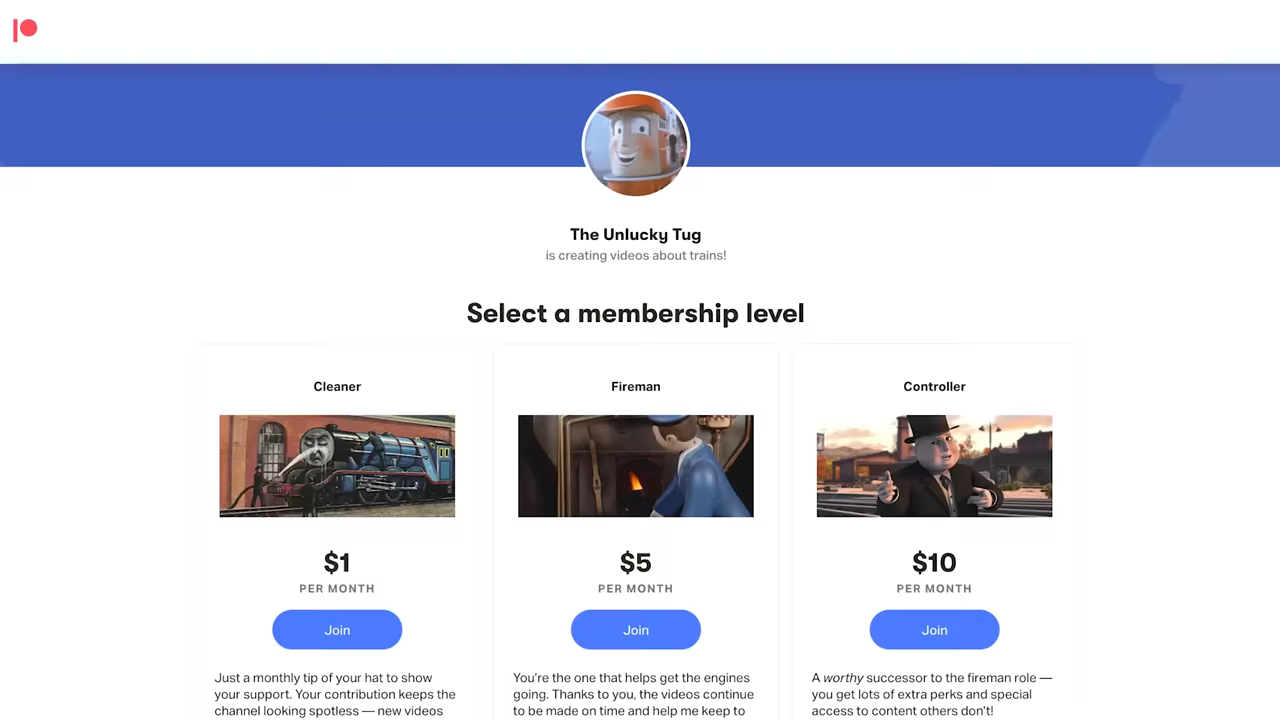 The Unlucky Tug
is creating videos about trains!
Select a membership level
Cleaner
$1
PER MONTH
Join
Just a monthly tip of your hat to show
your support. Your contribution keeps the
channel looking spotless — new videos
Fireman
$5
PER MONTH
Join
You're the one that helps get the engines
going. Thanks to you, the videos continue
to be made on time and help me keep to
Controller
$10
PER MONTH
Join
A worthy successor to the fireman role —
you get lots of extra perks and special
access to content others don't!